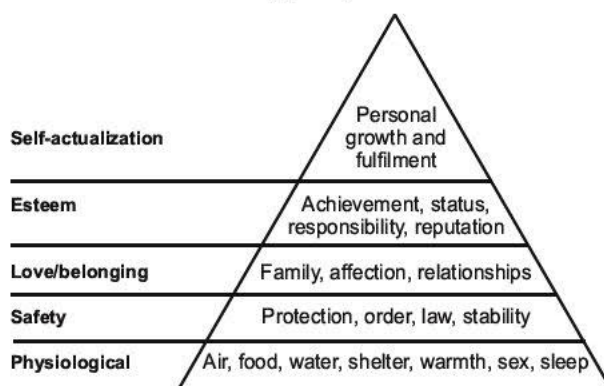 Personal
growth and
fulfilment
Self-actualization
Achievement, status,
responsibility, reputation
Esteem
Family, affection, relationships
Love/belonging
Protection, order, law, stability
Safety
Air, food, water, shelter, warmth, sex, sleep
Physiological